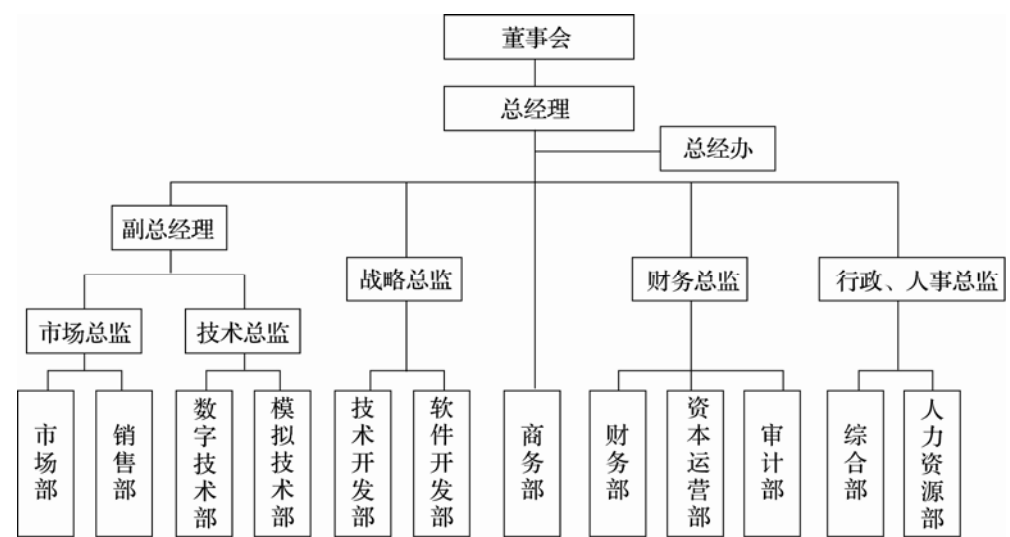 董事会
总经理
总经办
副总经理
战略总监
财务总监
行政、人事总监
市场总监
技术总监
市场部
销售部
数字技术部
模拟技术部
技术开发部
软件开发部
商务部
财务部
资本运营部
审计部
综合部
人力资源部